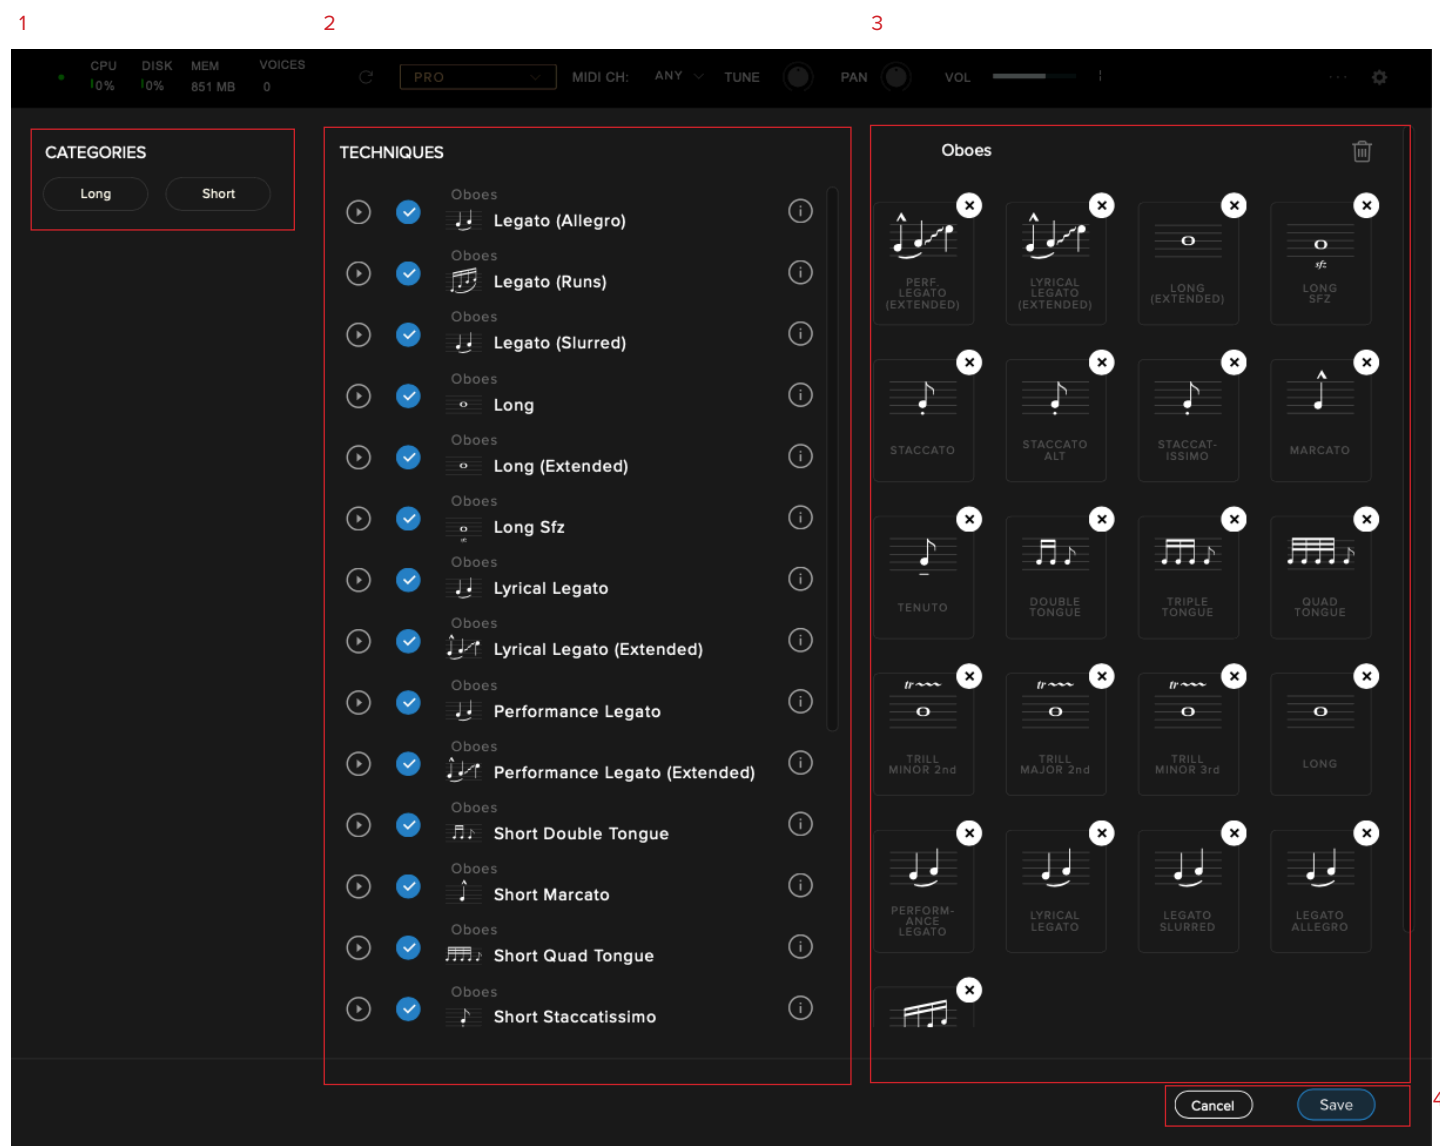 1
2
3
CPU DISK MEM VOICES
0% 0% 851 MB 0
PRO
MIDI CH: ANY TUNE PAN VOL
CATEGORIES
Long Short
TECHNIQUES
Oboes
Legato (Allegro)
Oboes
Legato (Runs)
Oboes
Legato (Slurred)
Oboes
Long
Oboes
Long (Extended)
Oboes
Long Sfz
Oboes
Lyrical Legato
Oboes
Lyrical Legato (Extended)
Oboes
Performance Legato
Oboes
Performance Legato (Extended)
Oboes
Short Double Tongue
Oboes
Short Marcato
Oboes
Short Quad Tongue
Oboes
Short Staccatissimo
Oboes
PERF.
LEGATO
(EXTENDED)
LYRICAL
LEGATO
(EXTENDED)
LONG
(EXTENDED)
sfz
LONG
SFZ
STACCATO
STACCATO
ALT
STACCAT-
ISSIMO
MARCATO
TENUTO
DOUBLE
TONGUE
TRIPLE
TONGUE
QUAD
TONGUE
tr
TRILL
MINOR 2nd
tr
TRILL
MAJOR 2nd
tr
TRILL
MINOR 3rd
LONG
PERFORM-
ANCE
LEGATO
LYRICAL
LEGATO
LEGATO
SLURRED
LEGATO
ALLEGRO
Cancel Save
4